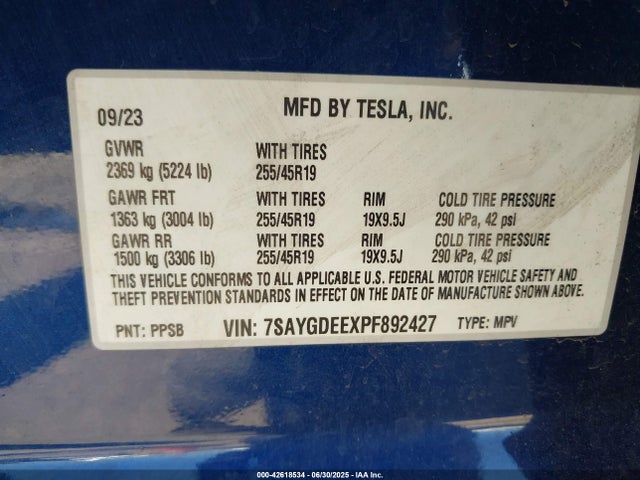 09/23 MFD BY TESLA, INC.
GVWR WITH TIRES
2369 kg (5224 lb) 255/45R19
GAWR FRT WITH TIRES RIM COLD TIRE PRESSURE
1363 kg (3004 lb) 255/45R19 19X9.5J 290 kPa, 42 psi
GAWR RR WITH TIRES RIM COLD TIRE PRESSURE
1500 kg (3306 lb) 255/45R19 19X9.5J 290 kPa, 42 psi
THIS VEHICLE CONFORMS TO ALL APPLICABLE U.S. FEDERAL MOTOR VEHICLE SAFETY AND
THEFT PREVENTION STANDARDS IN EFFECT ON THE DATE OF MANUFACTURE SHOWN ABOVE.
PNT: PPSB VIN: 7SAYGDEEXPF892427 TYPE: MPV
000-42618534 - 06/30/2025 - IAA Inc.